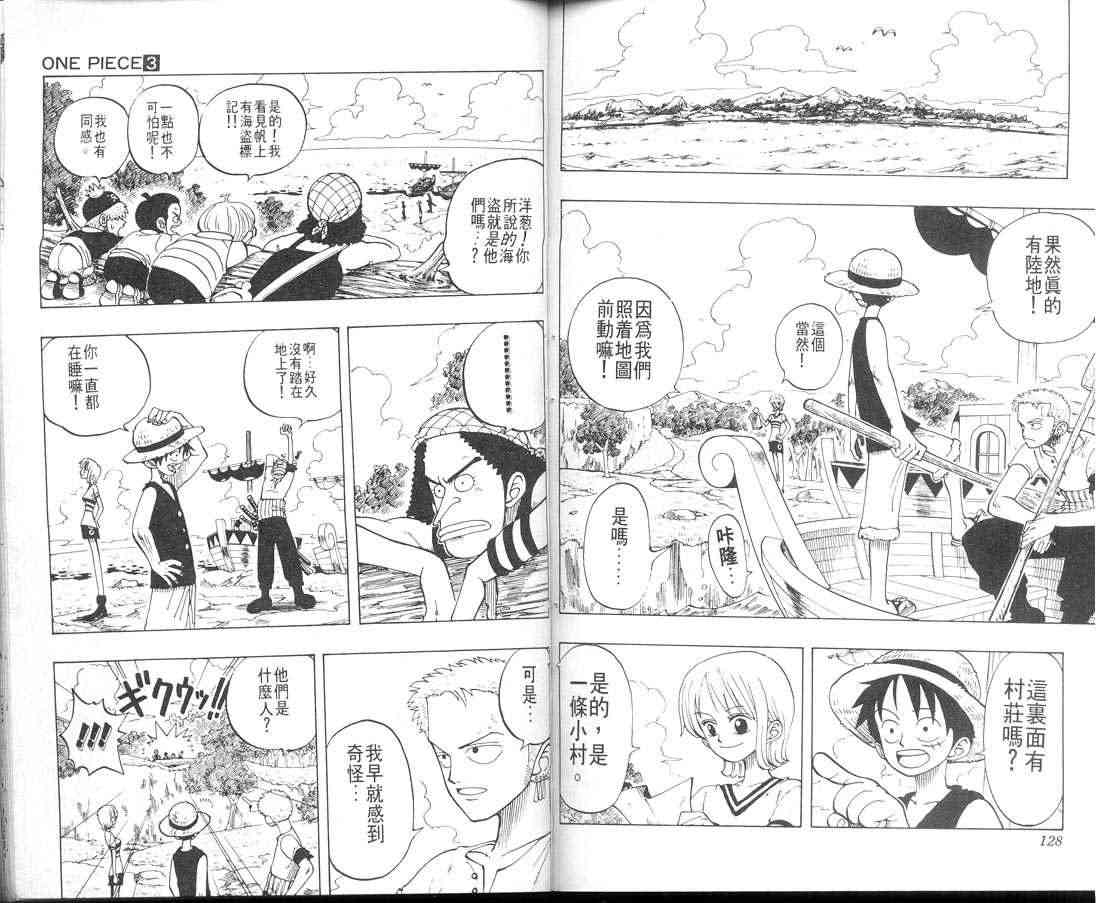 果然眞的
有陸地！
這個
當然！
因爲我們
照着地圖
前動嘛！
咔隆…
是嗎……
這裏面有
村莊嗎？
是的，是
一條小村。
128
ONE PIECE 3
洋葱！你
所說的海
盜就是他
們嗎…？
是的！我
看見帆上
有海盜標
記！！
一點也不
可怕呢！
我也有
同感。
………………
啊…好久
沒有踏在
地上了！
你一直都
在睡嘛！
可是…
我早就感到
奇怪…
他們是
什麼人？
ギクウッ!!
!!!